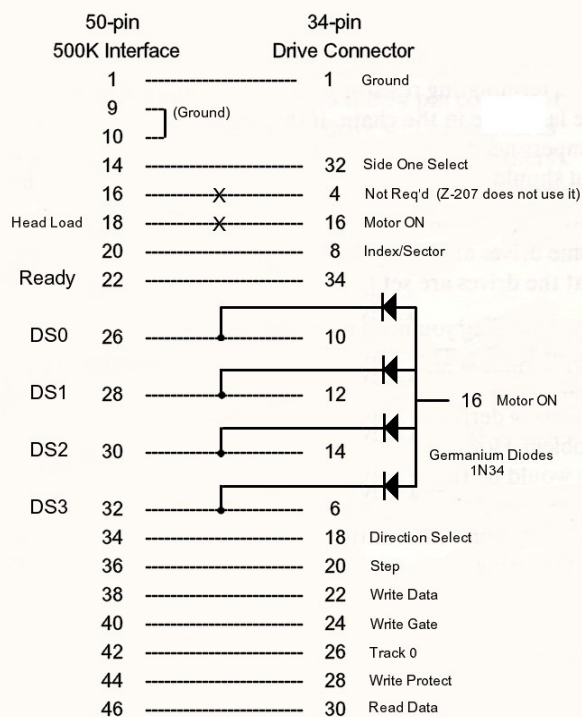 50-pin 34-pin
500K Interface Drive Connector
1 1 Ground
9 (Ground)
10
14 32 Side One Select
16 X 4 Not Req'd (Z-207 does not use it)
Head Load 18 X 16 Motor ON
20 8 Index/Sector
Ready 22 34
DS0 26 10
DS1 28 12
16 Motor ON
DS2 30 14
Germanium Diodes
1N34
DS3 32 6
34 18 Direction Select
36 20 Step
38 22 Write Data
40 24 Write Gate
42 26 Track 0
44 28 Write Protect
46 30 Read Data